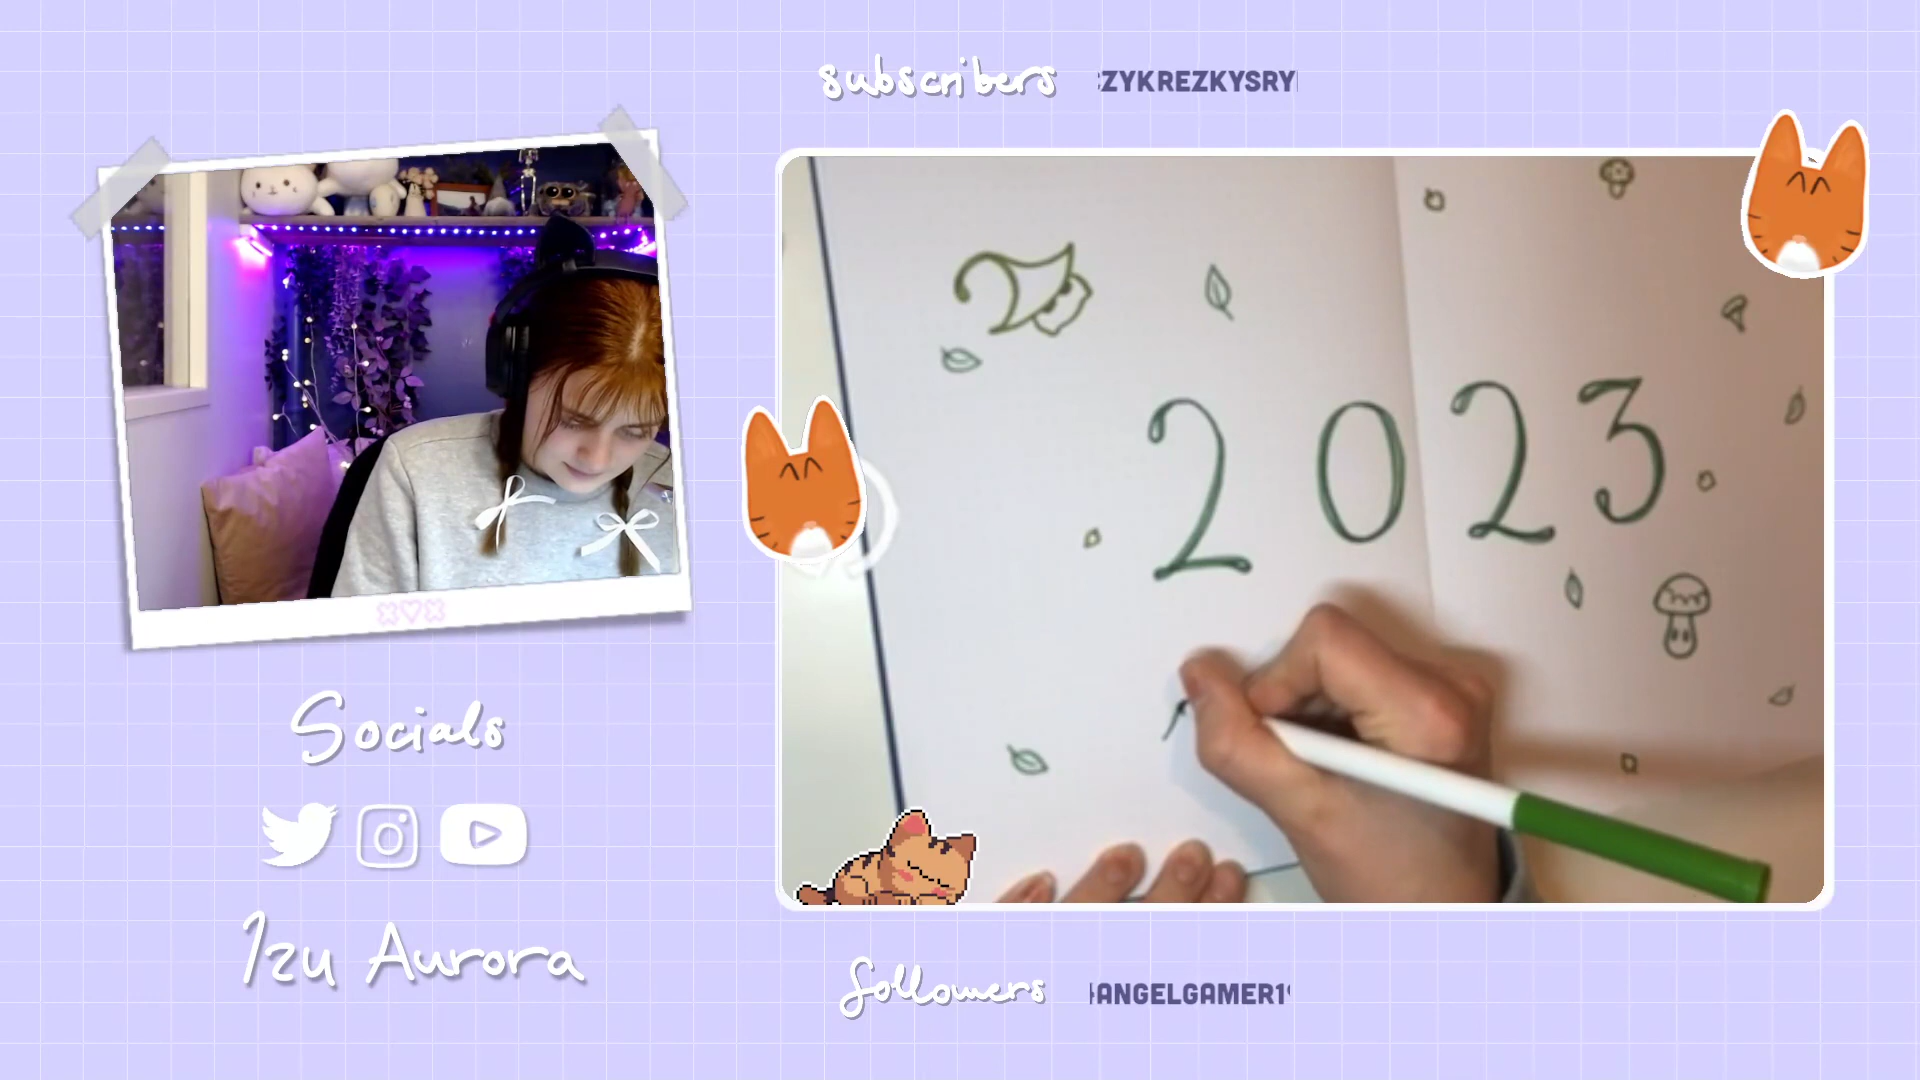 subscribers
ZYKREZKYSRY
2023
Socials
Izu Aurora
followers
ANGELGAMER1